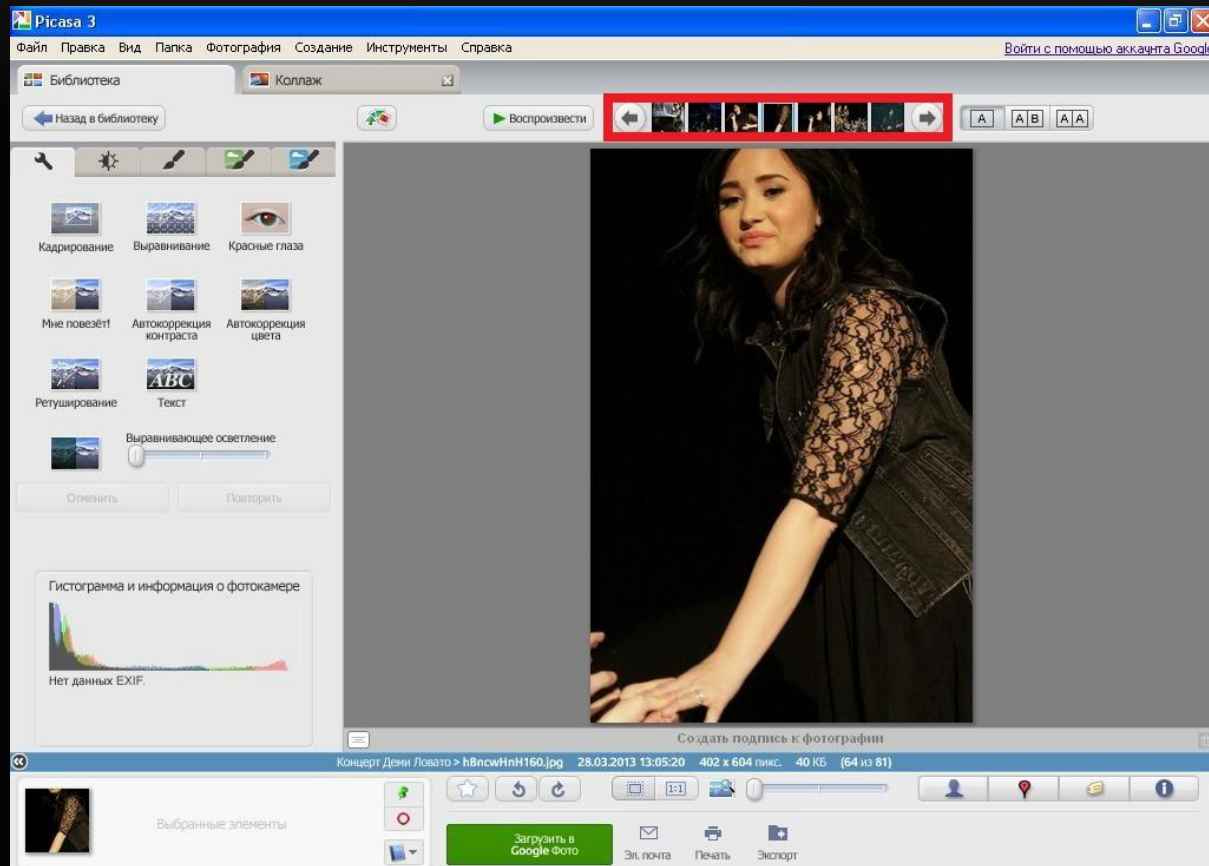 Picasa 3
Файл Правка Вид Папка Фотография Создание Инструменты Справка
Войти с помощью аккаунта Google
Библиотека
Коллаж
Назад в библиотеку
Воспроизвести
A
A B
A A
Кадрирование
Выравнивание
Красные глаза
Мне повезёт!
Автокоррекция
контраста
Автокоррекция
цвета
ABC
Ретуширование
Текст
Выравнивающее осветление
Отменить
Повторить
Гистограмма и информация о фотокамере
Нет данных EXIF.
Создать подпись к фотографии
Концерт Деми Ловато > hBncwHnH160.jpg 28.03.2013 13:05:20 402 x 604 пикс. 40 КБ (64 из 81)
Выбранные элементы
1:1
Загрузить в
Google Фото
Эл. почта
Печать
Экспорт